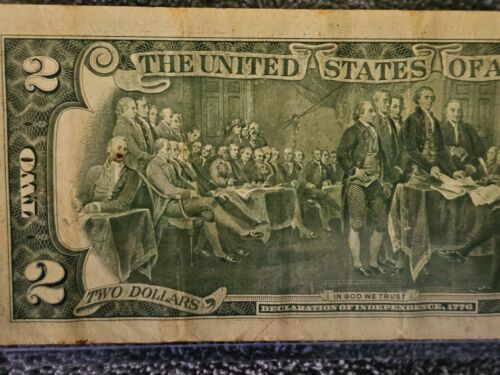 2
THE UNITED STATES OF A
TWO
2
TWO DOLLARS
IN GOD WE TRUST
DECLARATION OF INDEPENDENCE, 1776